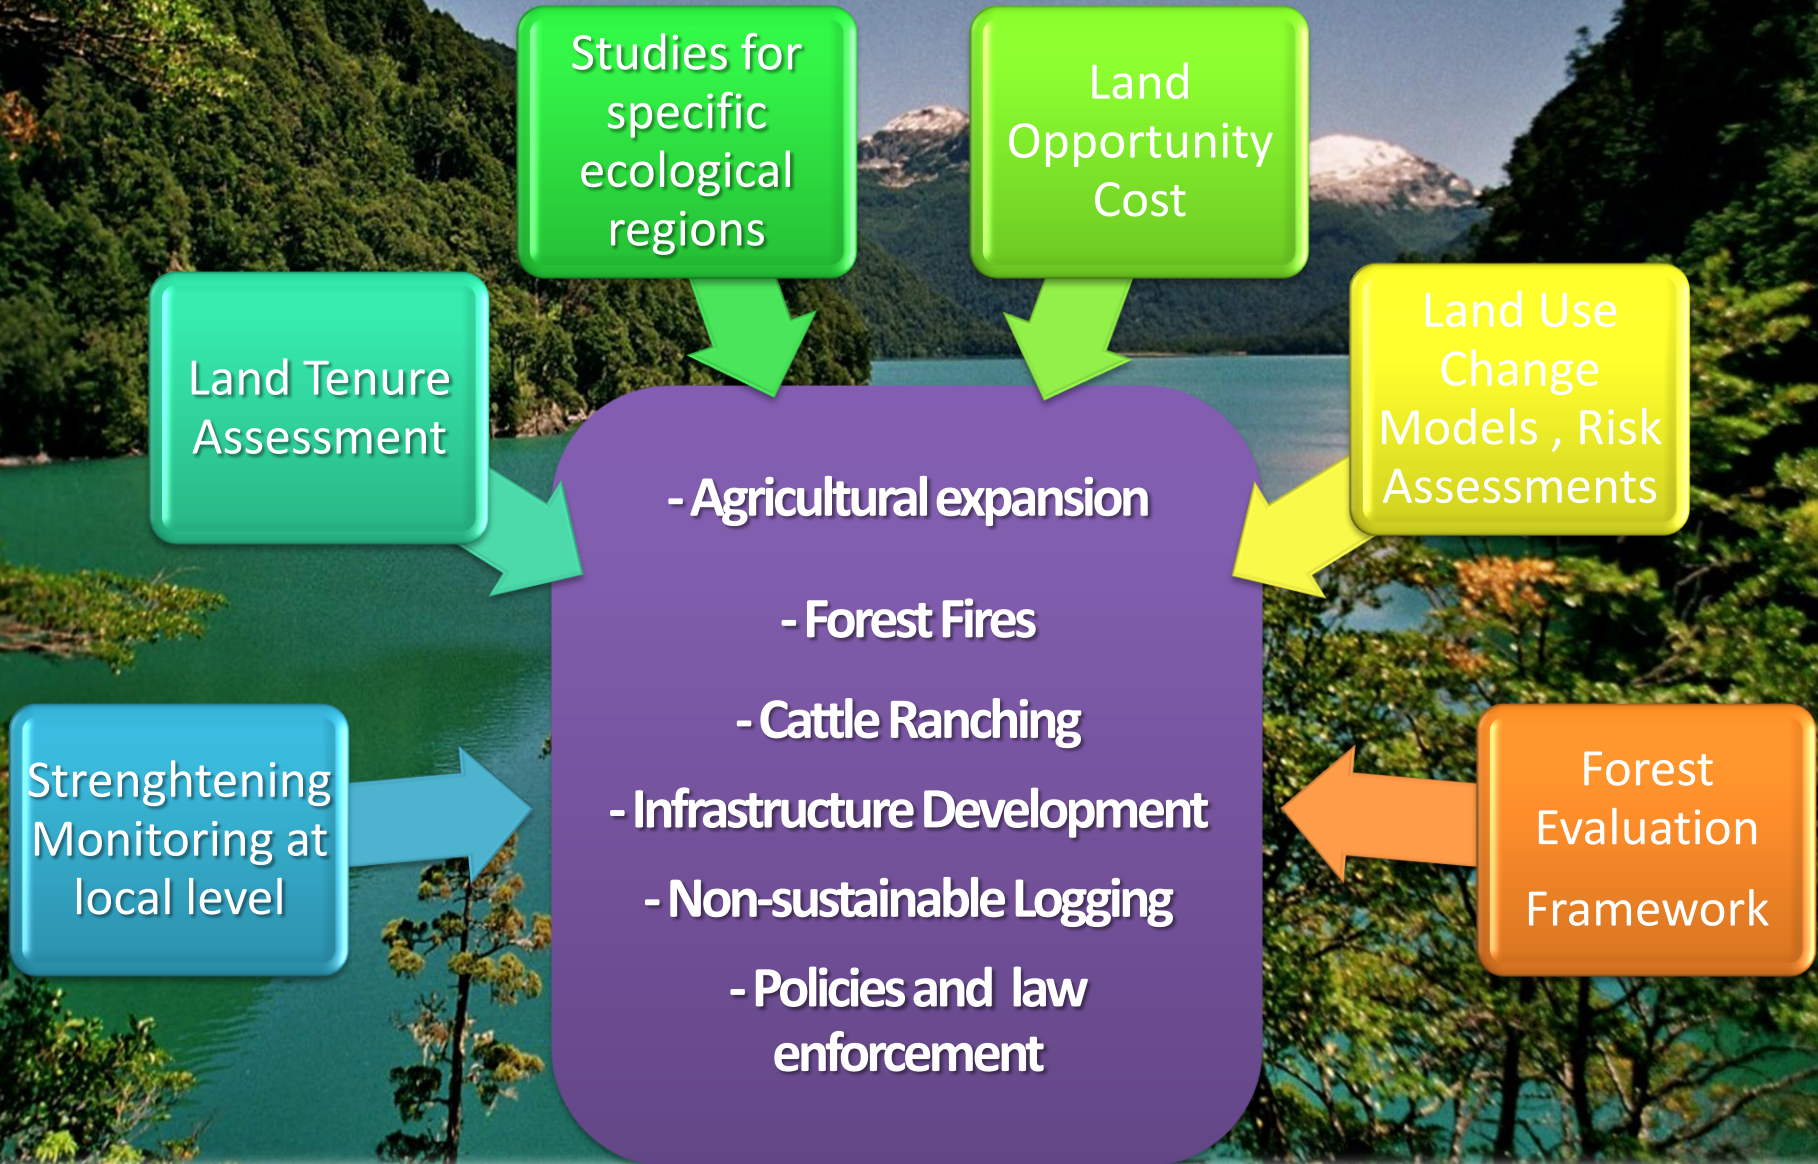 Studies for
specific
ecological
regions
Land
Opportunity
Cost
Land Tenure
Assessment
Land Use
Change
Models , Risk
Assessments
Strenghtening
Monitoring at
local level
Forest
Evaluation
Framework
- Agricultural expansion
- Forest Fires
- Cattle Ranching
- Infrastructure Development
- Non-sustainable Logging
- Policies and law
enforcement